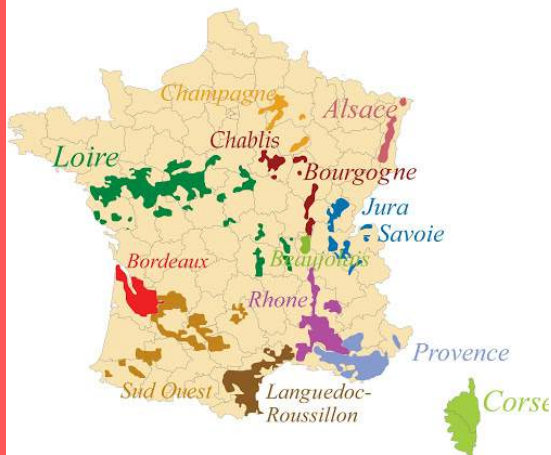 Champagne
Alsace
Chablis
Loire
Bourgogne
Jura
Savoie
Beaujolais
Bordeaux
Rhone
Provence
Sud Ouest
Languedoc-
Roussillon
Corse